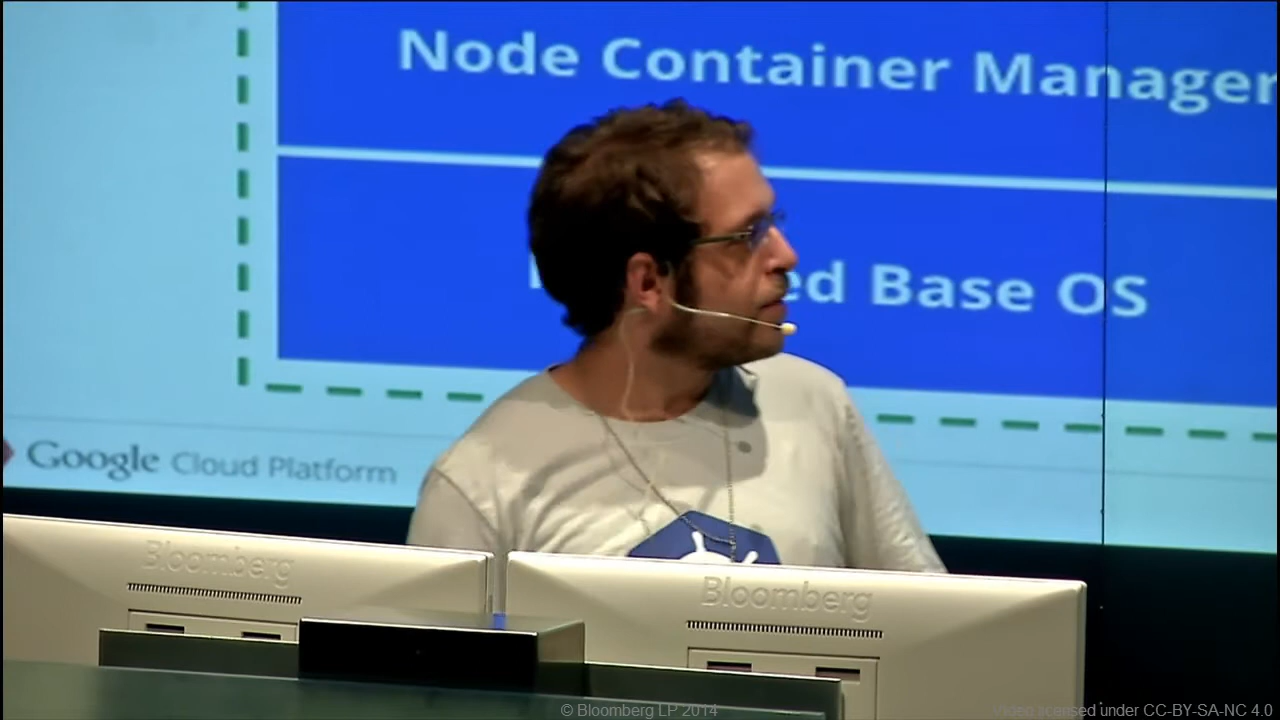 Node Container Manager
ed Base OS
Google Cloud Platform
Bloomberg
Bloomberg
© Bloomberg LP 2014
Video licensed under CC-BY-SA-NC 4.0